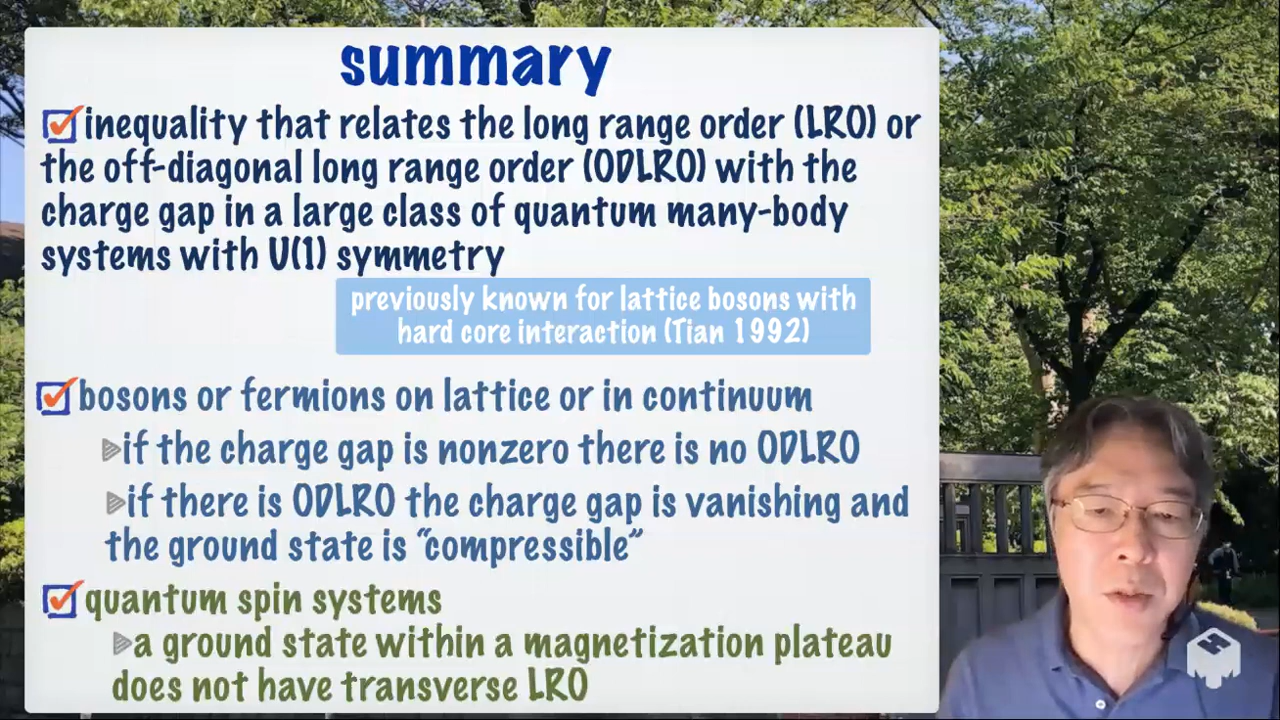 summary
inequality that relates the long range order (LRO) or
the off-diagonal long range order (ODLRO) with the
charge gap in a large class of quantum many-body
systems with U(1) symmetry
previously known for lattice bosons with
hard core interaction (Tian 1992)
bosons or fermions on lattice or in continuum
if the charge gap is nonzero there is no ODLRO
if there is ODLRO the charge gap is vanishing and
the ground state is “compressible”
quantum spin systems
a ground state within a magnetization plateau
does not have transverse LRO